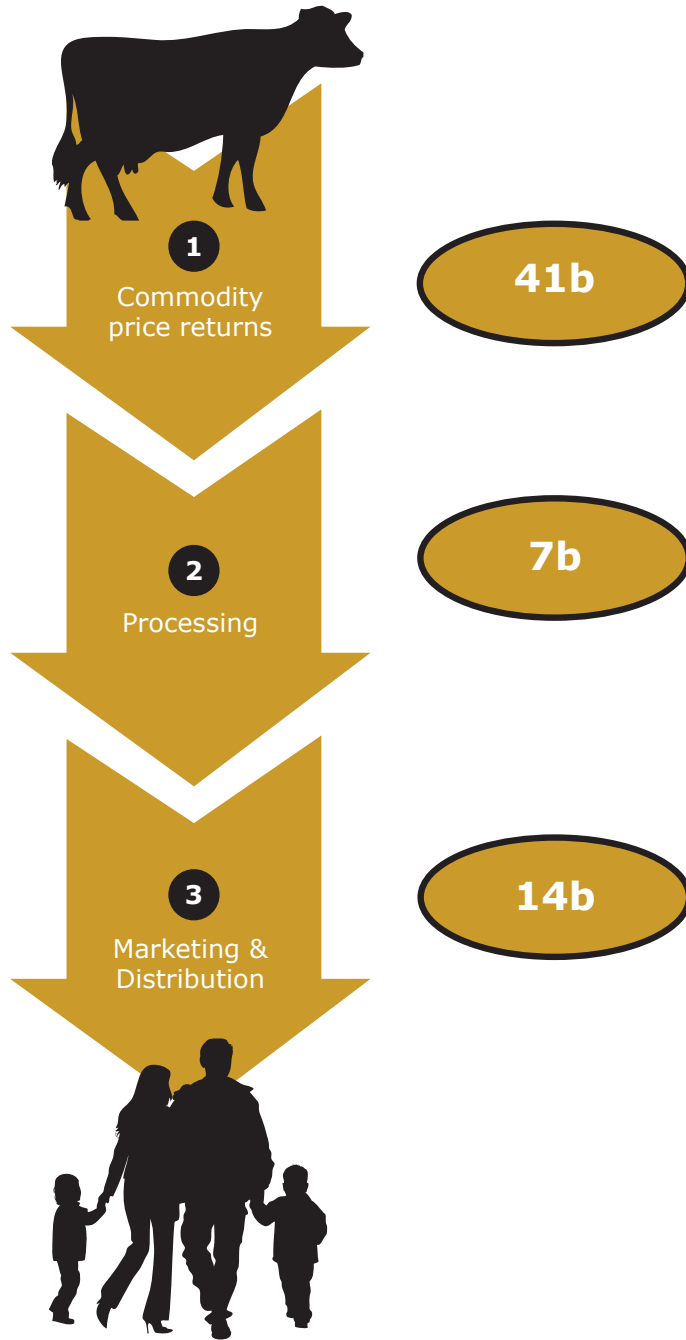 1
Commodity
price returns
41b
2
Processing
7b
3
Marketing &
Distribution
14b